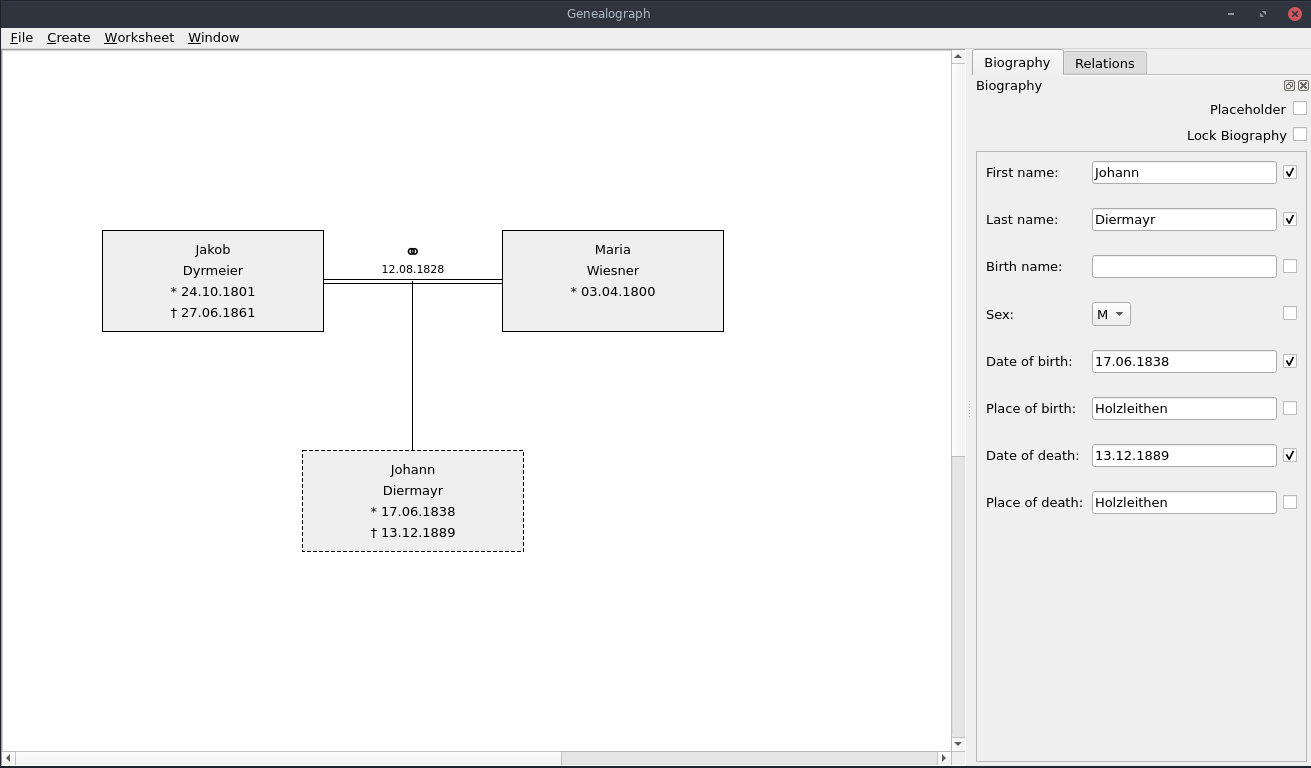 Genealograph
File Create Worksheet Window
Jakob
Dyrmeier
* 24.10.1801
† 27.06.1861
⚭
12.08.1828
Maria
Wiesner
* 03.04.1800
Johann
Diermayr
* 17.06.1838
† 13.12.1889
Biography Relations
Biography
Placeholder
Lock Biography
First name: Johann
Last name: Diermayr
Birth name:
Sex: M
Date of birth: 17.06.1838
Place of birth: Holzleithen
Date of death: 13.12.1889
Place of death: Holzleithen